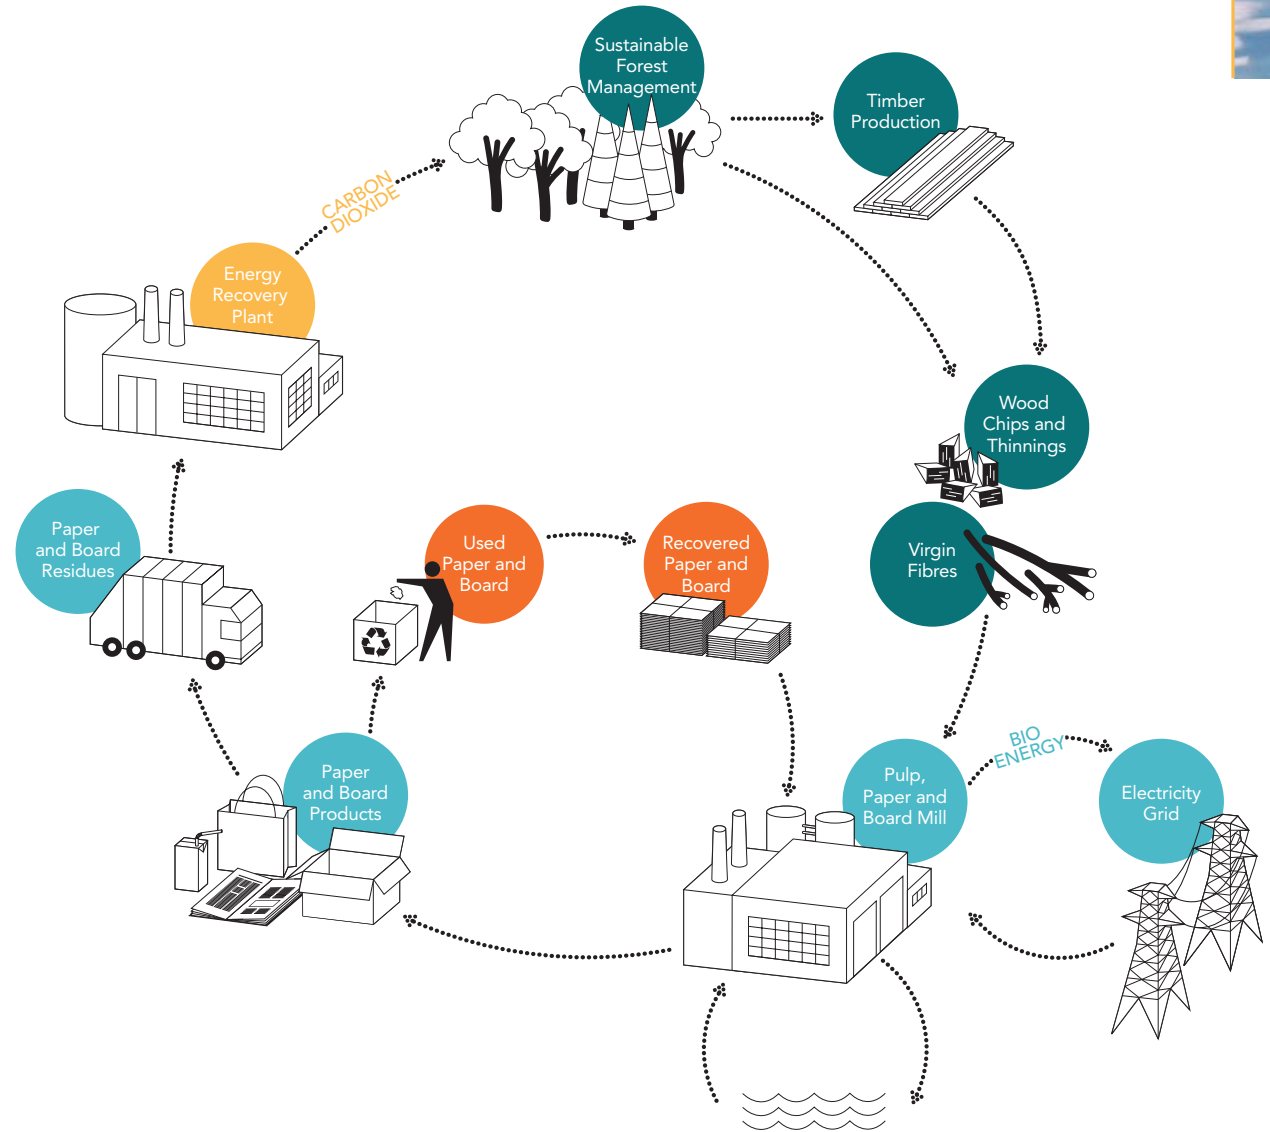 Sustainable
Forest
Management
Timber
Production
CARBON
DIOXIDE
Energy
Recovery
Plant
Wood
Chips and
Thinnings
Paper
and Board
Residues
Used
Paper and
Board
Recovered
Paper and
Board
Virgin
Fibres
BIO
ENERGY
Paper
and Board
Products
Pulp,
Paper and
Board Mill
Electricity
Grid